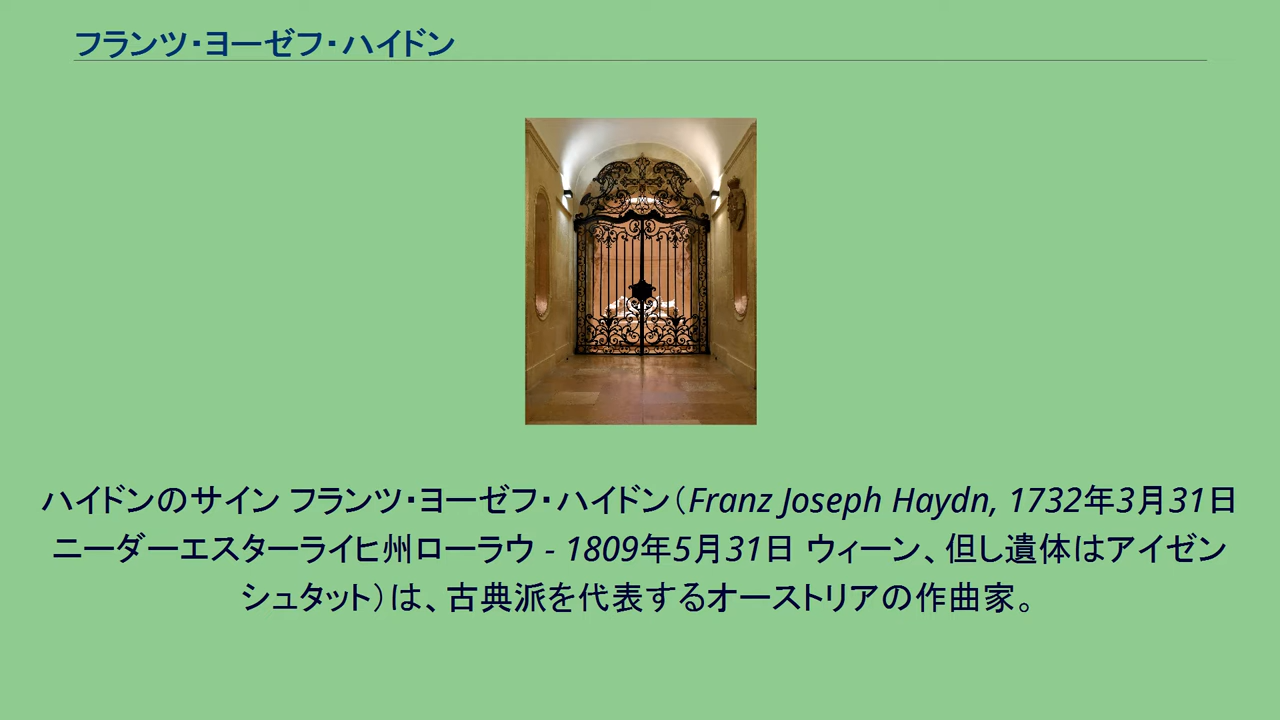 フランツ・ヨーゼフ・ハイドン
ハイドンのサイン フランツ・ヨーゼフ・ハイドン（Franz Joseph Haydn, 1732年3月31日
ニーダーエスターライヒ州ローラウ - 1809年5月31日 ウィーン、但し遺体はアイゼン
シュタット）は、古典派を代表するオーストリアの作曲家。